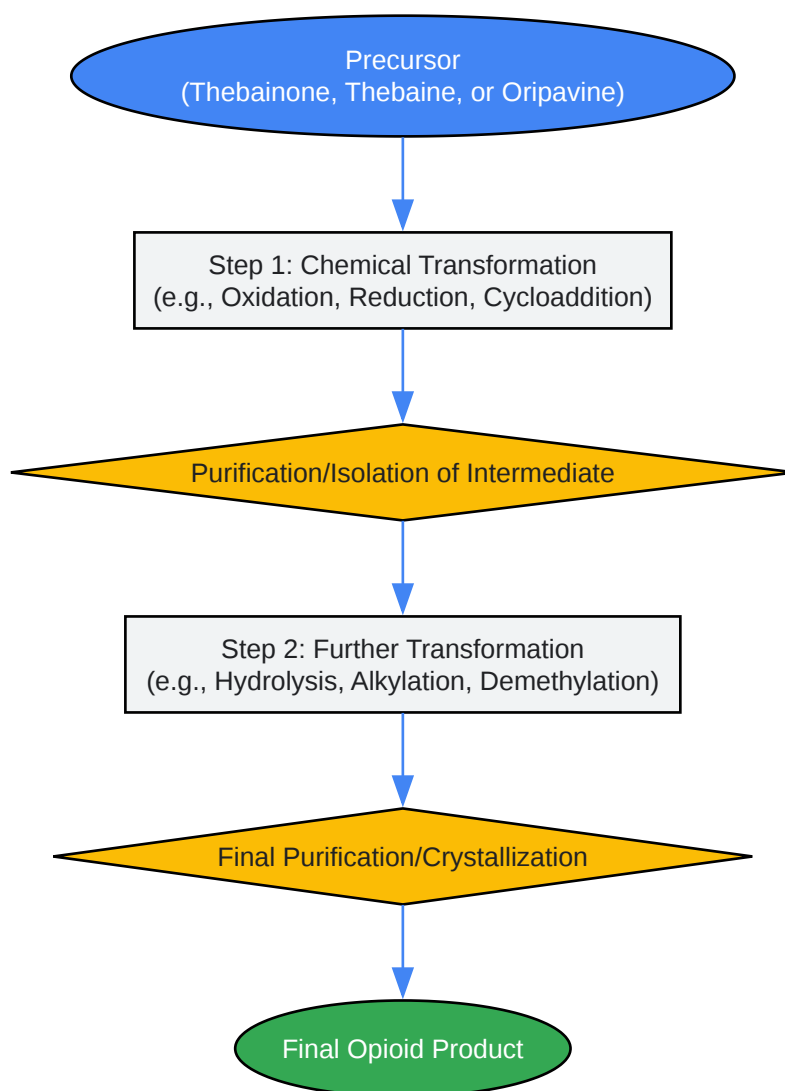 Precursor
(Thebainone, Thebaine, or Oripavine)
Step 1: Chemical Transformation
(e.g., Oxidation, Reduction, Cycloaddition)
Purification/Isolation of Intermediate
Step 2: Further Transformation
(e.g., Hydrolysis, Alkylation, Demethylation)
Final Purification/Crystallization
Final Opioid Product